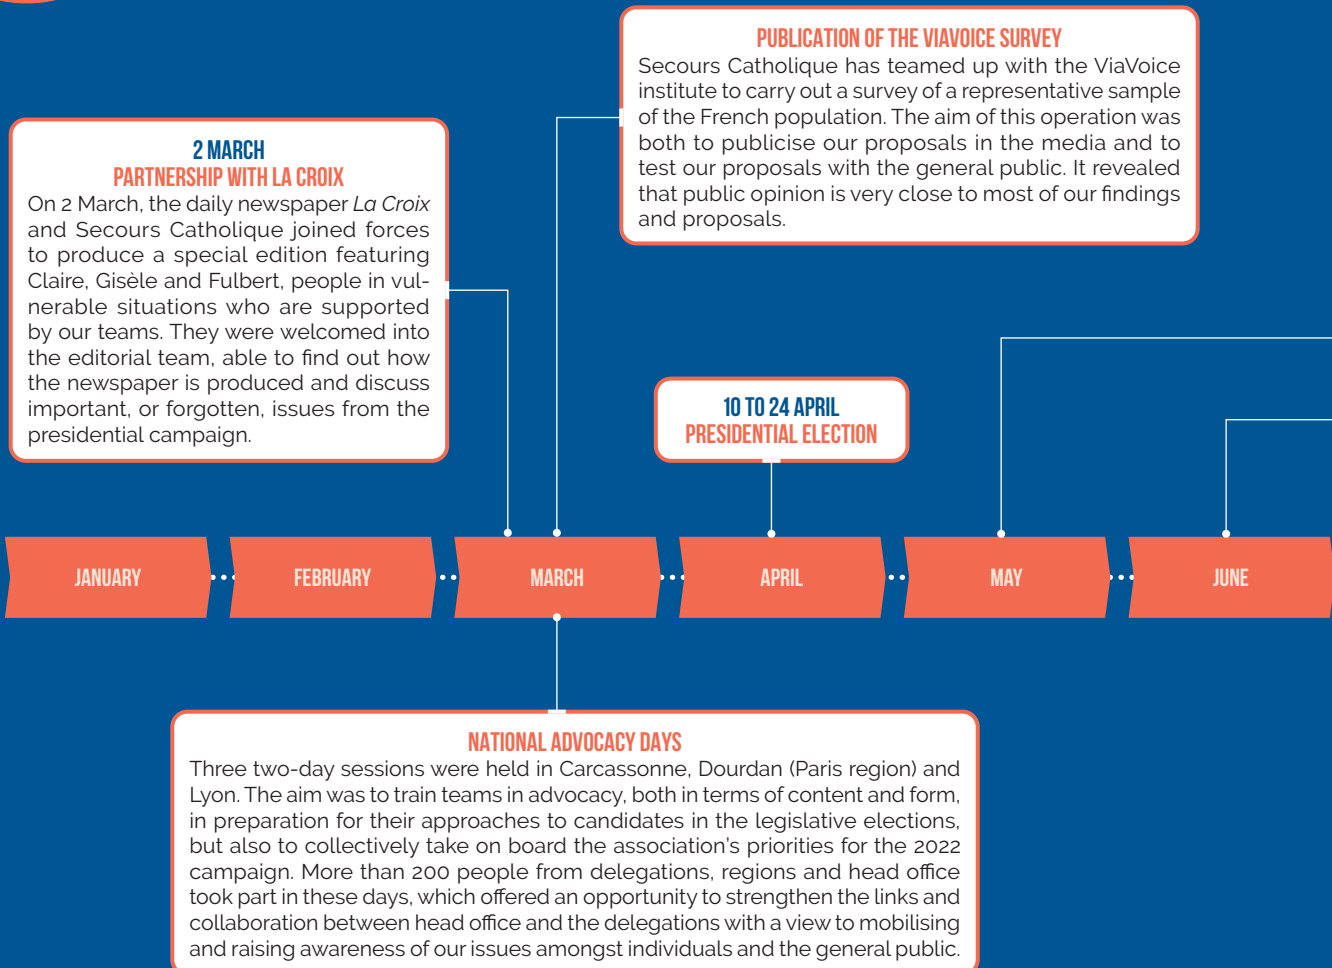 PUBLICATION OF THE VIAVOICE SURVEY
Secours Catholique has teamed up with the ViaVoice
institute to carry out a survey of a representative sample
of the French population. The aim of this operation was
both to publicise our proposals in the media and to
test our proposals with the general public. It revealed
that public opinion is very close to most of our findings
and proposals.
2 MARCH
PARTNERSHIP WITH LA CROIX
On 2 March, the daily newspaper La Croix
and Secours Catholique joined forces
to produce a special edition featuring
Claire, Gisèle and Fulbert, people in vul-
nerable situations who are supported
by our teams. They were welcomed into
the editorial team, able to find out how
the newspaper is produced and discuss
important, or forgotten, issues from the
presidential campaign.
10 TO 24 APRIL
PRESIDENTIAL ELECTION
JANUARY
FEBRUARY
MARCH
APRIL
MAY
JUNE
NATIONAL ADVOCACY DAYS
Three two-day sessions were held in Carcassonne, Dourdan (Paris region) and
Lyon. The aim was to train teams in advocacy, both in terms of content and form,
in preparation for their approaches to candidates in the legislative elections,
but also to collectively take on board the association's priorities for the 2022
campaign. More than 200 people from delegations, regions and head office
took part in these days, which offered an opportunity to strengthen the links and
collaboration between head office and the delegations with a view to mobilising
and raising awareness of our issues amongst individuals and the general public.